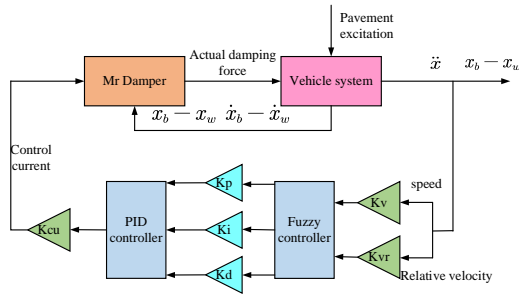 Pavement
excitation
Actual damping
force
Mr Damper
Vehicle system
ẍ
x_b − x_w
x_b − x_w ẋ_b − ẋ_w
Control
current
Kcu
PID
controller
Kp
Ki
Kd
Fuzzy
controller
speed
Kv
Kvr
Relative velocity